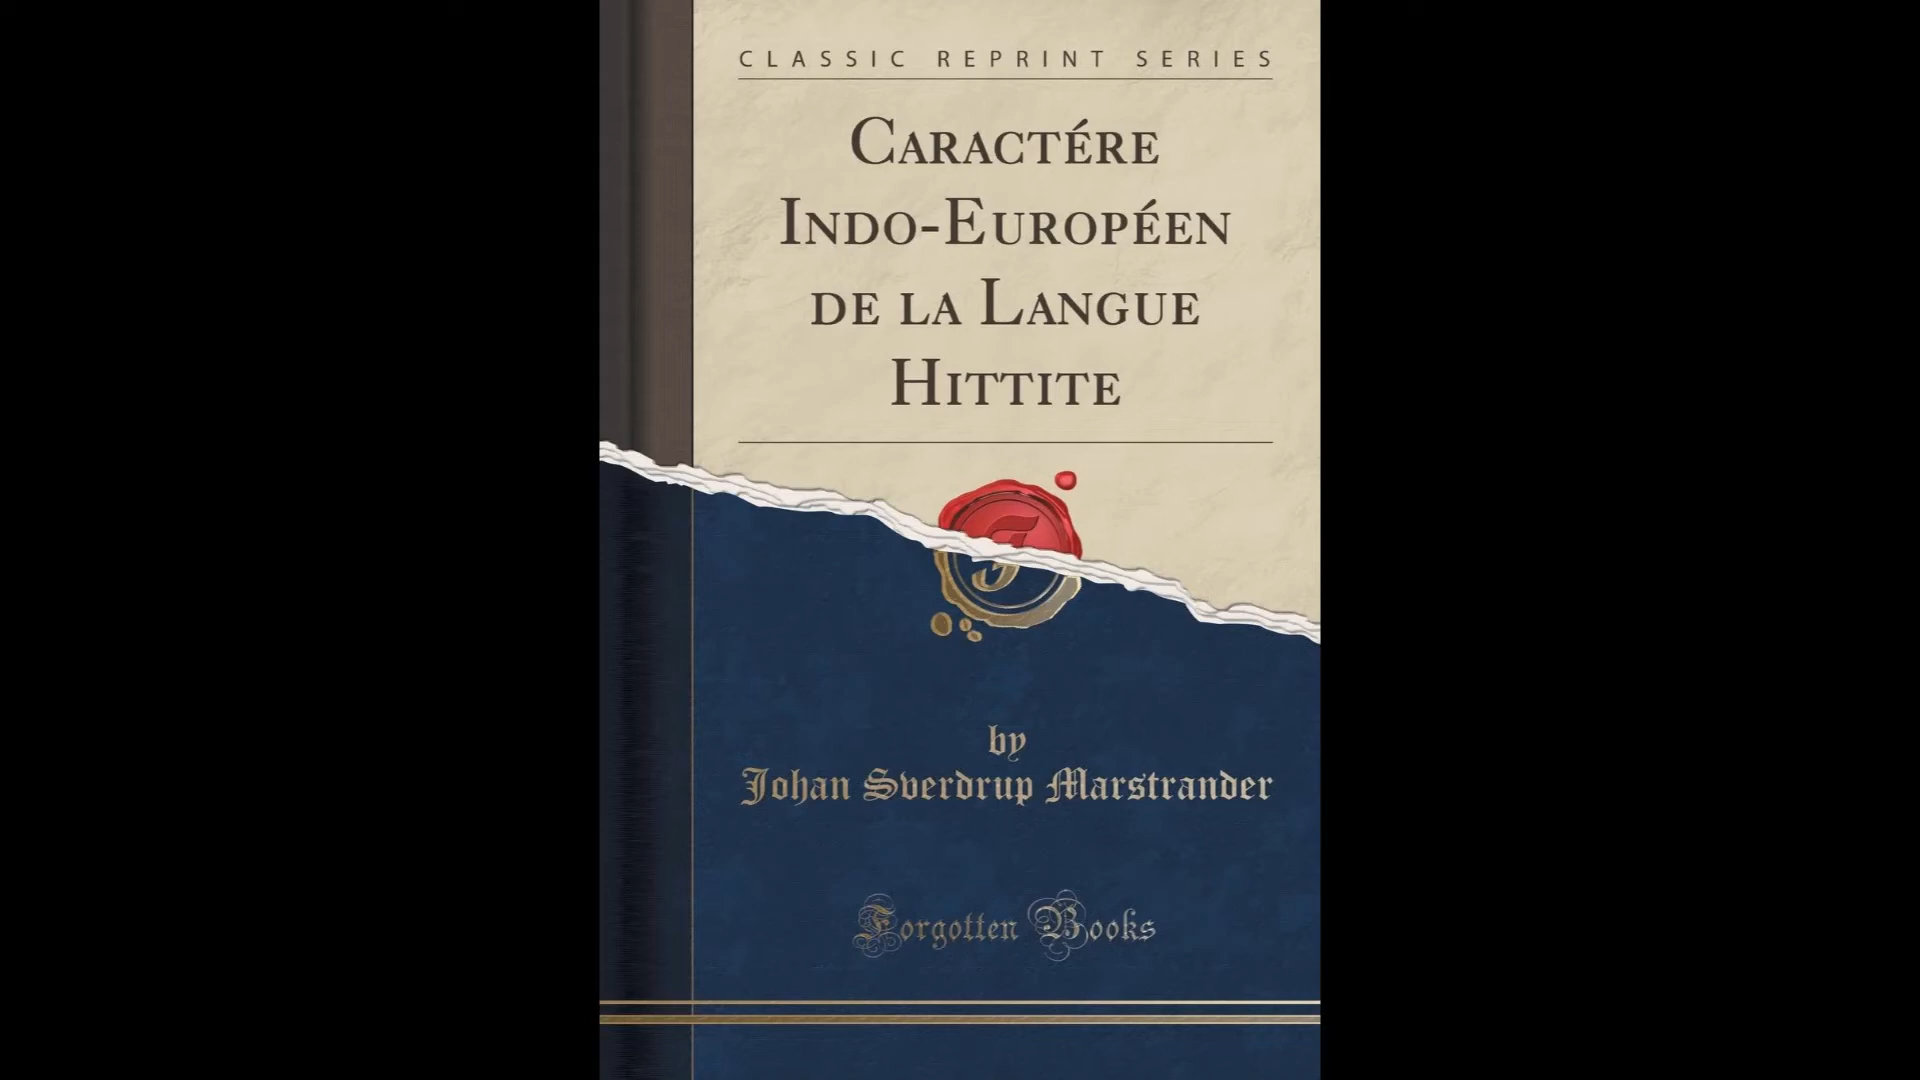 CLASSIC REPRINT SERIES
CARACTÉRE
INDO-EUROPÉEN
DE LA LANGUE
HITTITE
by
Johan Sverdrup Marstrander
Forgotten Books